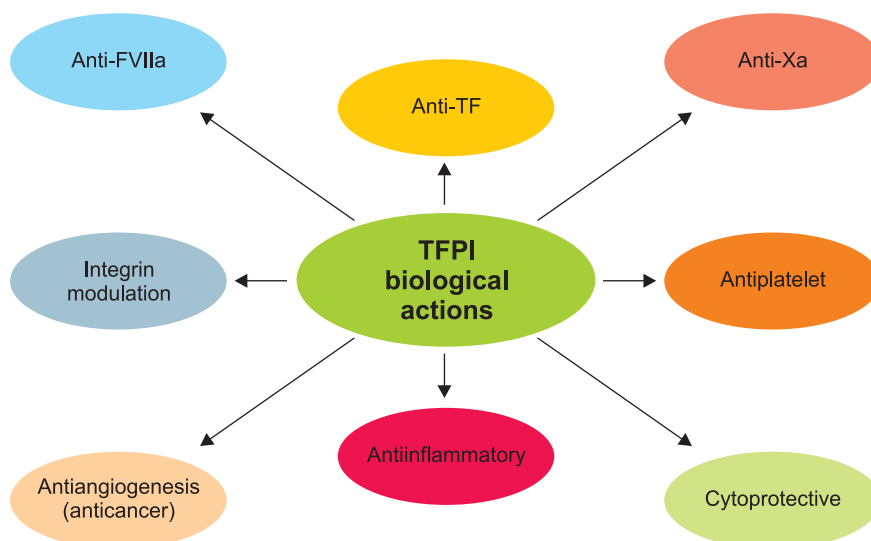 Anti-FVIIa
Anti-TF
Anti-Xa
TFPI
biological
actions
Integrin
modulation
Antiplatelet
Antiangiogenesis
(anticancer)
Antiinflammatory
Cytoprotective